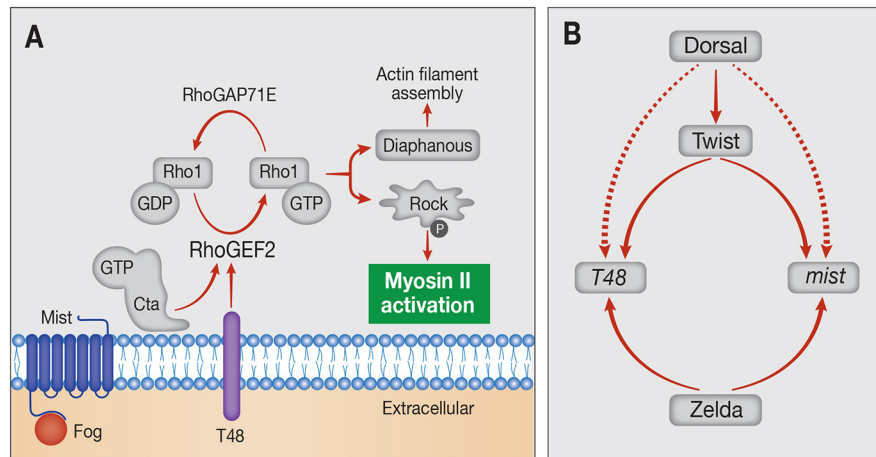 A
RhoGAP71E
Actin filament
assembly
Rho1
GDP
Rho1
GTP
Diaphanous
Rock
P
RhoGEF2
GTP
Cta
Myosin II
activation
Mist
Fog
T48
Extracellular
B
Dorsal
Twist
T48
mist
Zelda